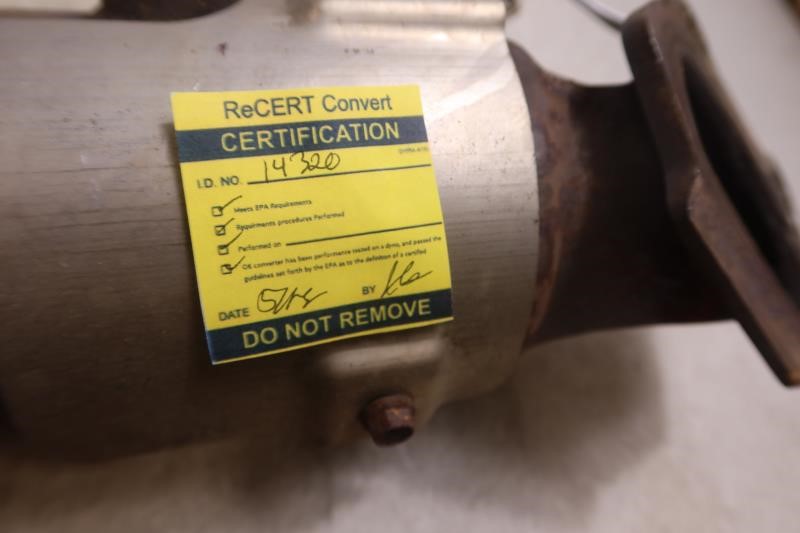 ReCERT Convert
CERTIFICATION
I.D. NO. 14320
Meets EPA Requirements
Requirments procedures Performed
Performed on
OE converter has been performance tested on a dyno, and passed the
guidelines set forth by the EPA as to the definition of a certified
DATE BY
DO NOT REMOVE